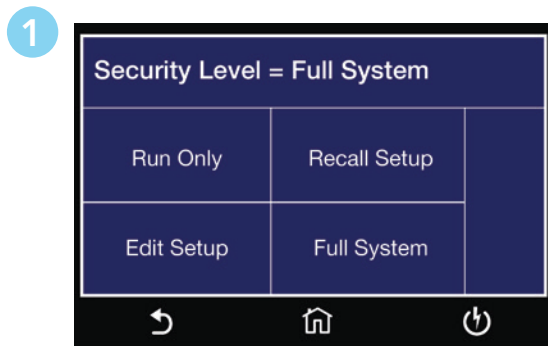 1
Security Level = Full System
Run Only Recall Setup
Edit Setup Full System